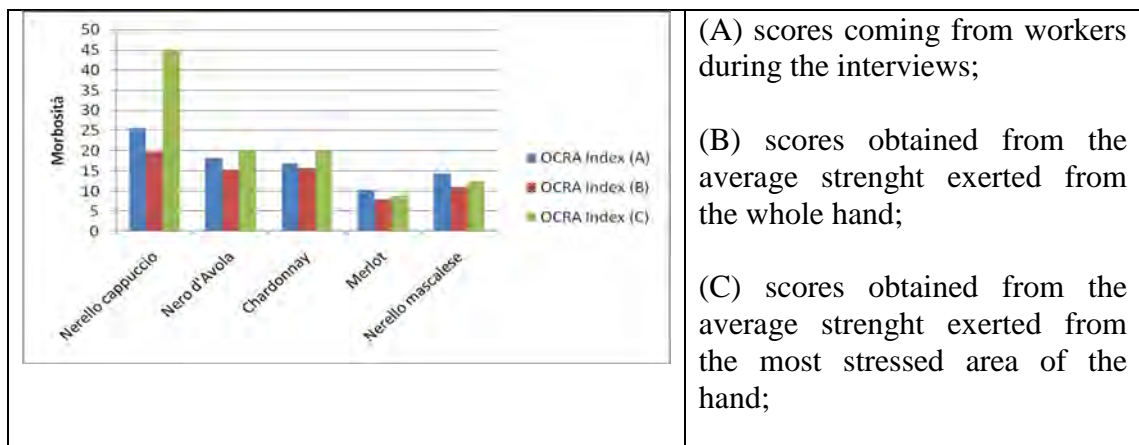 50
45
40
35
30
25
20
15
10
5
0
Morbosità
Nerello cappuccio
Nero d'Avola
Chardonnay
Merlot
Nerello mascalese
OCRA Index (A)
OCRA Index (B)
OCRA Index (C)
(A) scores coming from workers
during the interviews;
(B) scores obtained from the
average strenght exerted from
the whole hand;
(C) scores obtained from the
average strenght exerted from
the most stressed area of the
hand;